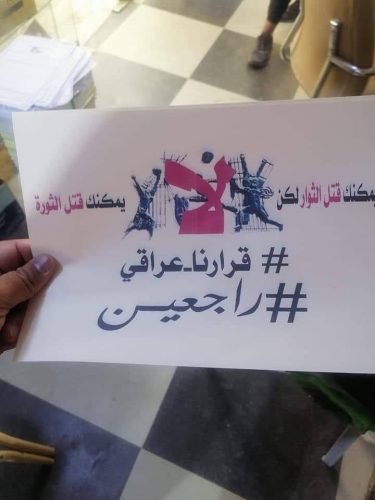 يمكنك قتل الثوار لكن لا يمكنك قتل الثورة
# قرارنا_عراقي
#راجعين